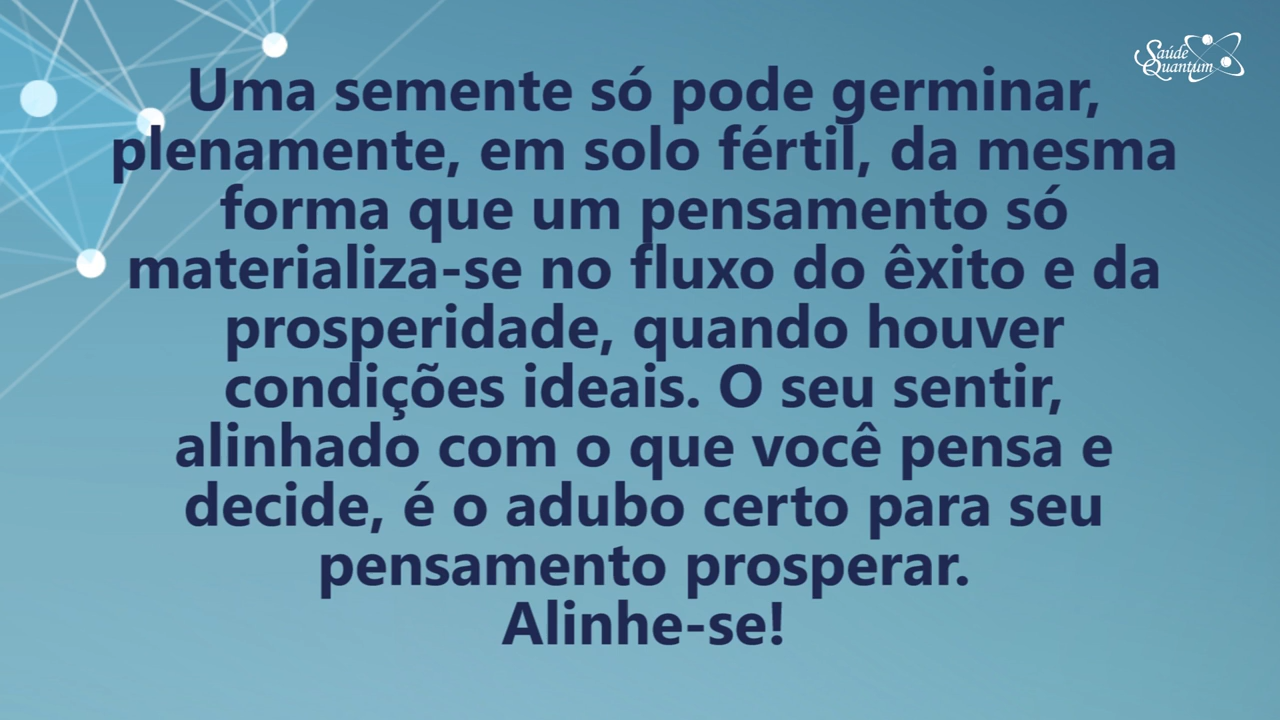 Saúde
Quantum
Uma semente só pode germinar,
plenamente, em solo fértil, da mesma
forma que um pensamento só
materializa-se no fluxo do êxito e da
prosperidade, quando houver
condições ideais. O seu sentir,
alinhado com o que você pensa e
decide, é o adubo certo para seu
pensamento prosperar.
Alinhe-se!